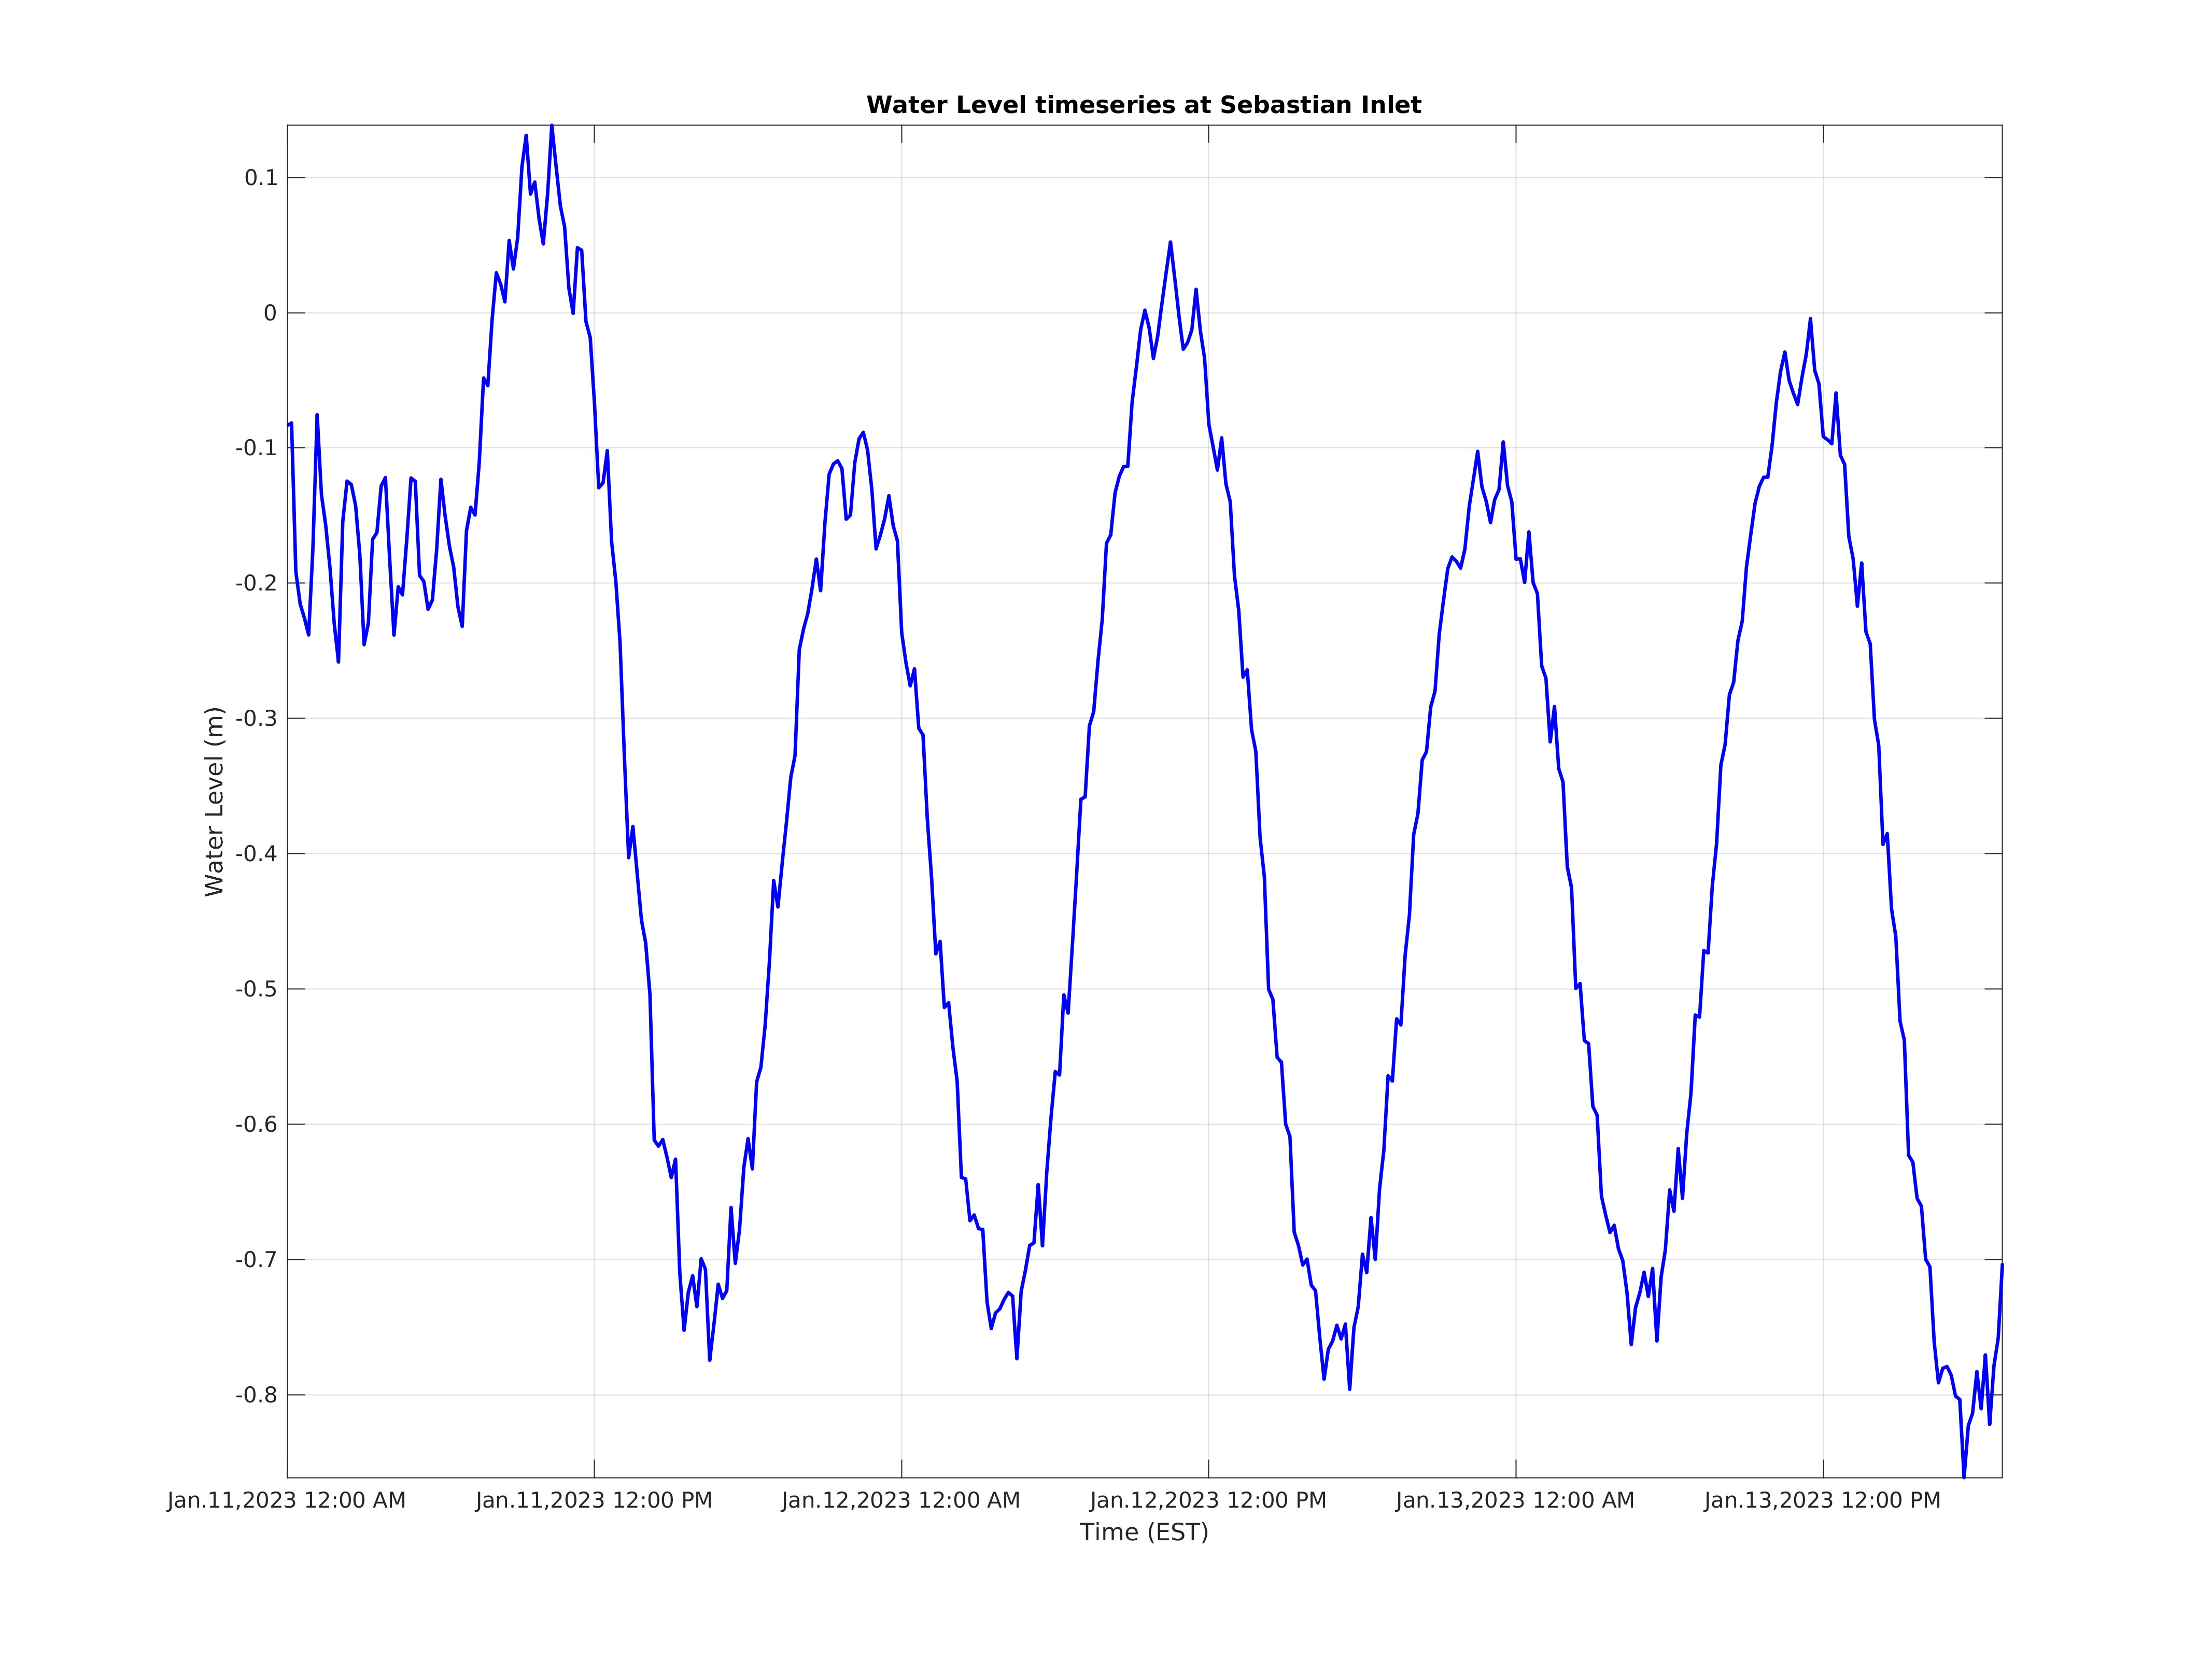 Water Level timeseries at Sebastian Inlet
0.1
0
-0.1
-0.2
-0.3
-0.4
-0.5
-0.6
-0.7
-0.8
Water Level (m)
Jan.11,2023 12:00 AM
Jan.11,2023 12:00 PM
Jan.12,2023 12:00 AM
Jan.12,2023 12:00 PM
Jan.13,2023 12:00 AM
Jan.13,2023 12:00 PM
Time (EST)